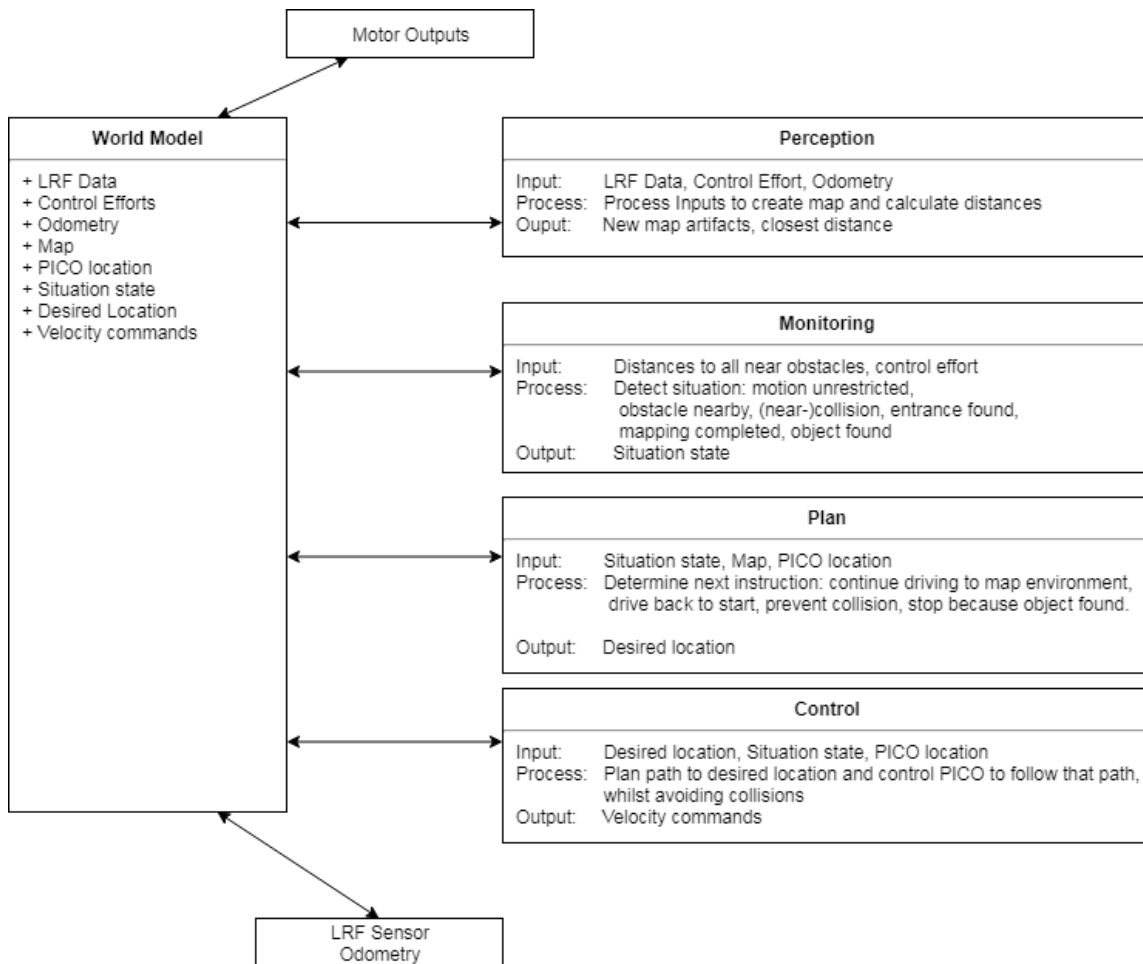 Motor Outputs
World Model
+ LRF Data
+ Control Efforts
+ Odometry
+ Map
+ PICO location
+ Situation state
+ Desired Location
+ Velocity commands
Perception
Input: LRF Data, Control Effort, Odometry
Process: Process Inputs to create map and calculate distances
Ouput: New map artifacts, closest distance
Monitoring
Input: Distances to all near obstacles, control effort
Process: Detect situation: motion unrestricted,
obstacle nearby, (near-)collision, entrance found,
mapping completed, object found
Output: Situation state
Plan
Input: Situation state, Map, PICO location
Process: Determine next instruction: continue driving to map environment,
drive back to start, prevent collision, stop because object found.
Output: Desired location
Control
Input: Desired location, Situation state, PICO location
Process: Plan path to desired location and control PICO to follow that path,
whilst avoiding collisions
Output: Velocity commands
LRF Sensor
Odometry